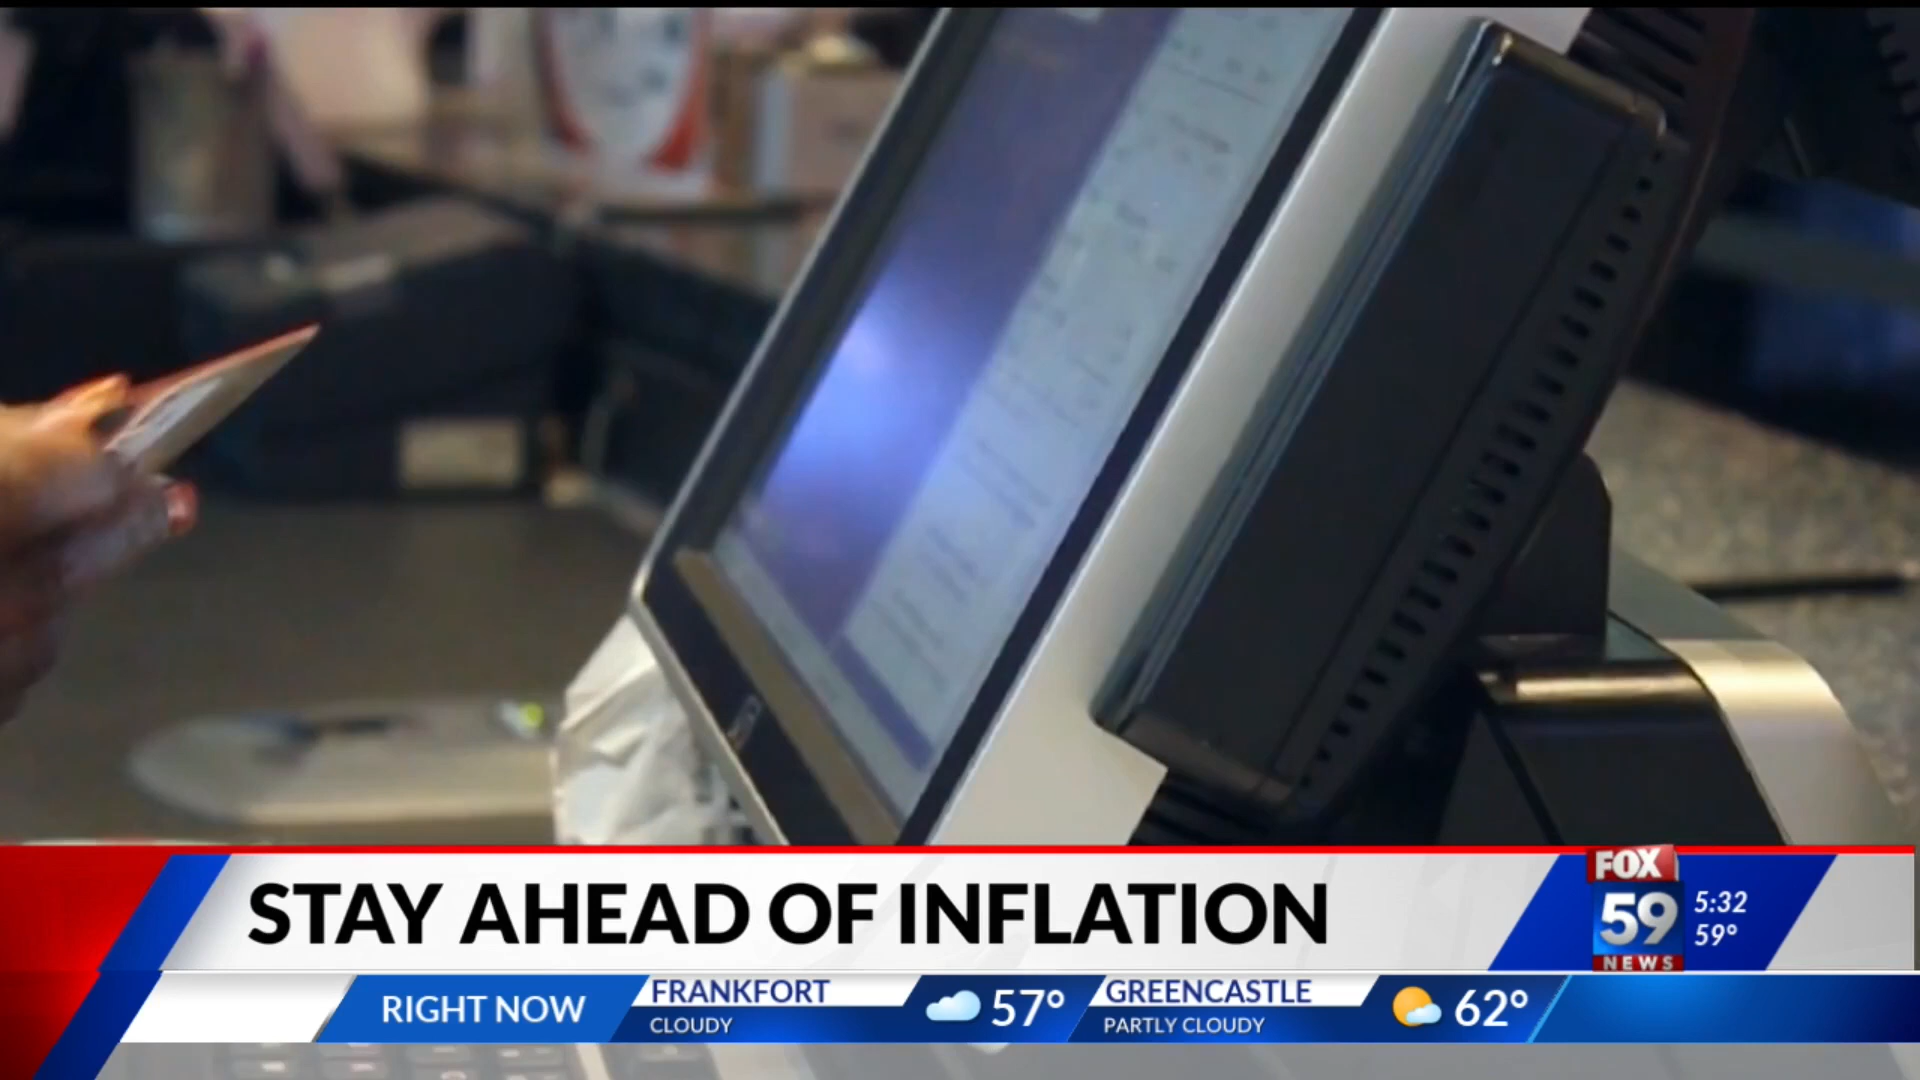 STAY AHEAD OF INFLATION
FOX
59
NEWS
5:32
59°
RIGHT NOW
FRANKFORT
CLOUDY
57°
GREENCASTLE
PARTLY CLOUDY
62°